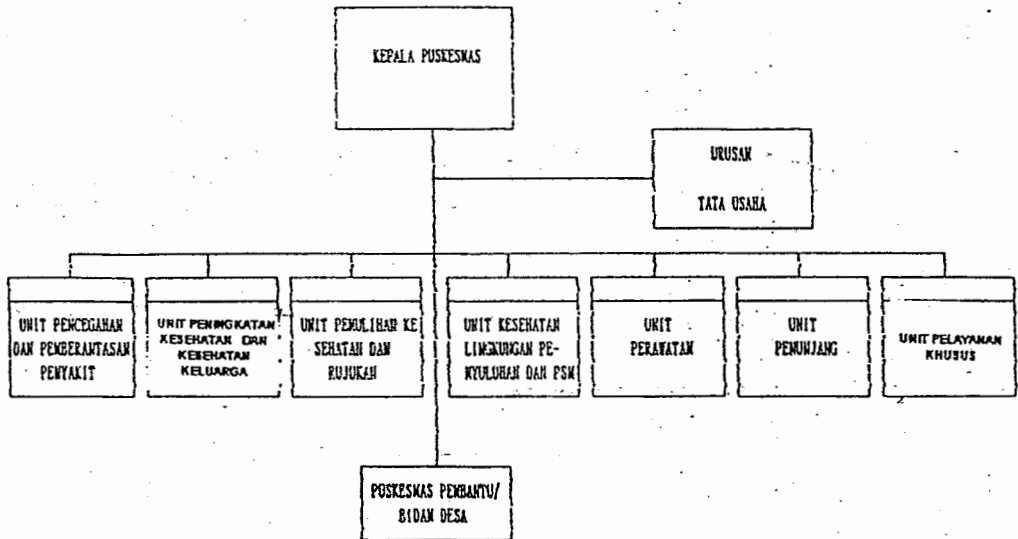 KEPALA PUSKESMAS
URUSAN
TATA USAHA
UNIT PENCEGAHAN
DAN PEMBERANTASAN
PENYAKIT
UNIT PENINGKATAN
KESEHATAN DAN
KESEHATAN
KELUARGA
UNIT PEMULIHAN KE
SEHATAN DAN
RUJUKAN
UNIT KESEHATAN
LINGKUNGAN PE-
NYULUHAN DAN PSM
UNIT
PERAWATAN
UNIT
PENUNJANG
UNIT PELAYANAN
KHUSUS
PUSKESMAS PEMBANTU/
BIDAN DESA